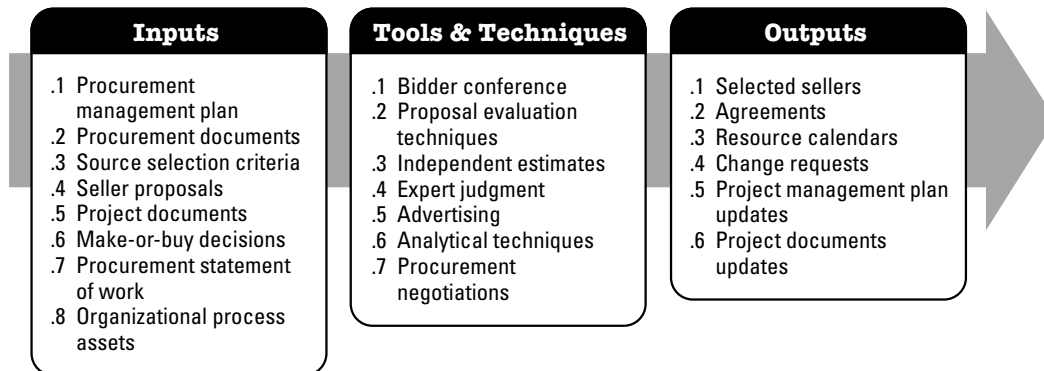 Inputs
.1 Procurement
management plan
.2 Procurement documents
.3 Source selection criteria
.4 Seller proposals
.5 Project documents
.6 Make-or-buy decisions
.7 Procurement statement
of work
.8 Organizational process
assets
Tools & Techniques
.1 Bidder conference
.2 Proposal evaluation
techniques
.3 Independent estimates
.4 Expert judgment
.5 Advertising
.6 Analytical techniques
.7 Procurement
negotiations
Outputs
.1 Selected sellers
.2 Agreements
.3 Resource calendars
.4 Change requests
.5 Project management plan
updates
.6 Project documents
updates